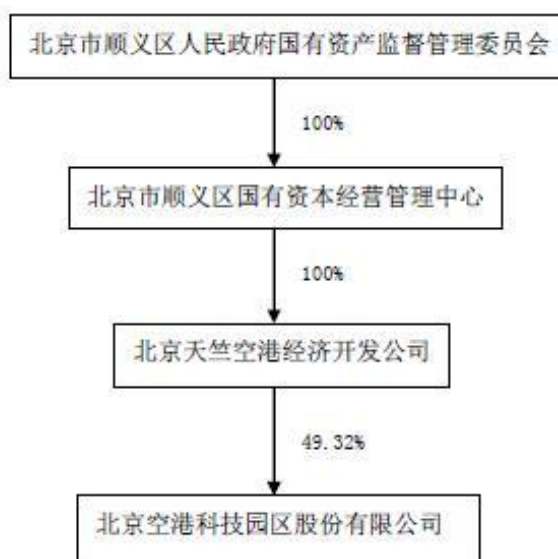 北京市顺义区人民政府国有资产监督管理委员会
100%
北京市顺义区国有资本经营管理中心
100%
北京天竺空港经济开发公司
49.32%
北京空港科技园区股份有限公司